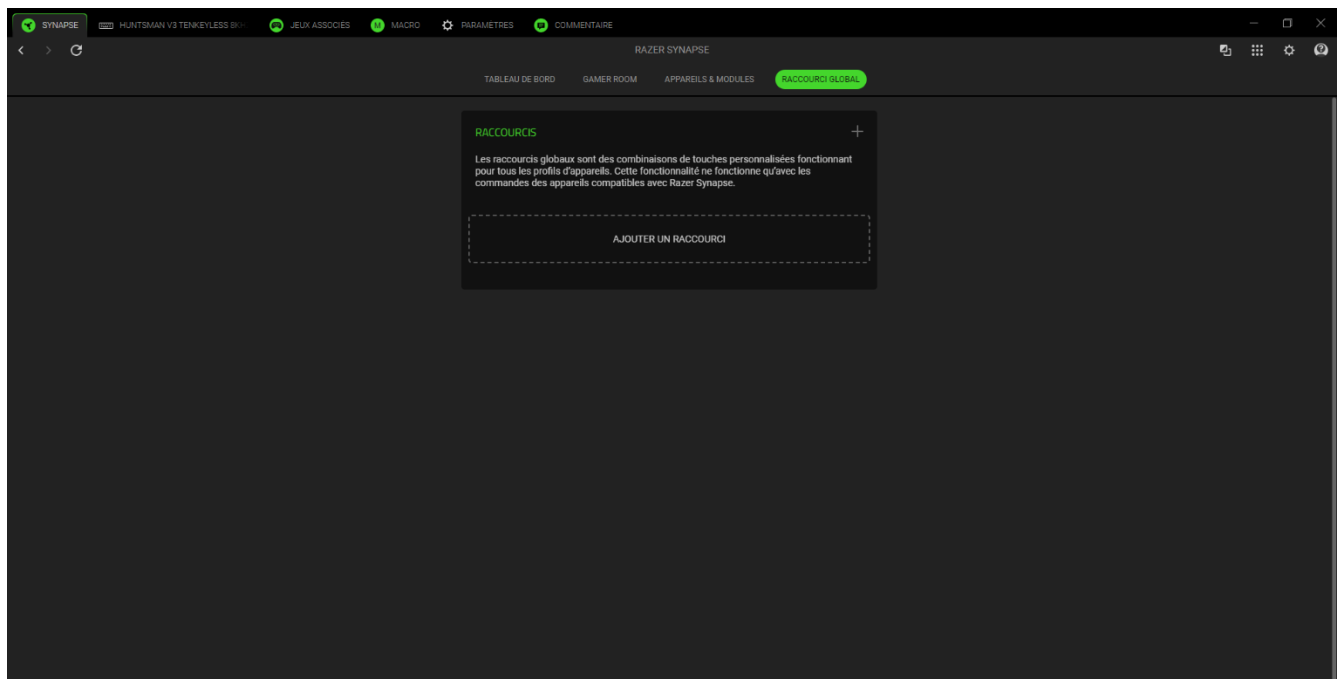 SYNAPSE HUNTSMAN V3 TENKEYLESS JEUX ASSOCIÉS M MACRO PARAMÈTRES COMMENTAIRE
RAZER SYNAPSE
TABLEAU DE BORD GAMER ROOM APPAREILS & MODULES RACCOURCI GLOBAL
RACCOURCIS
Les raccourcis globaux sont des combinaisons de touches personnalisées fonctionnant
pour tous les profils d'appareils. Cette fonctionnalité ne fonctionne qu'avec les
commandes des appareils compatibles avec Razer Synapse.
AJOUTER UN RACCOURCI